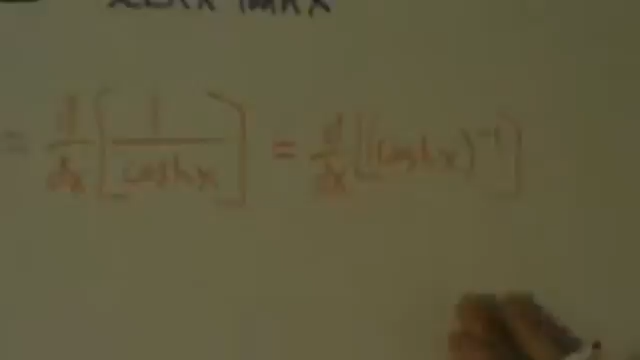 = d/dx [1/cosh x] = d/dx [(cosh x)^-1]